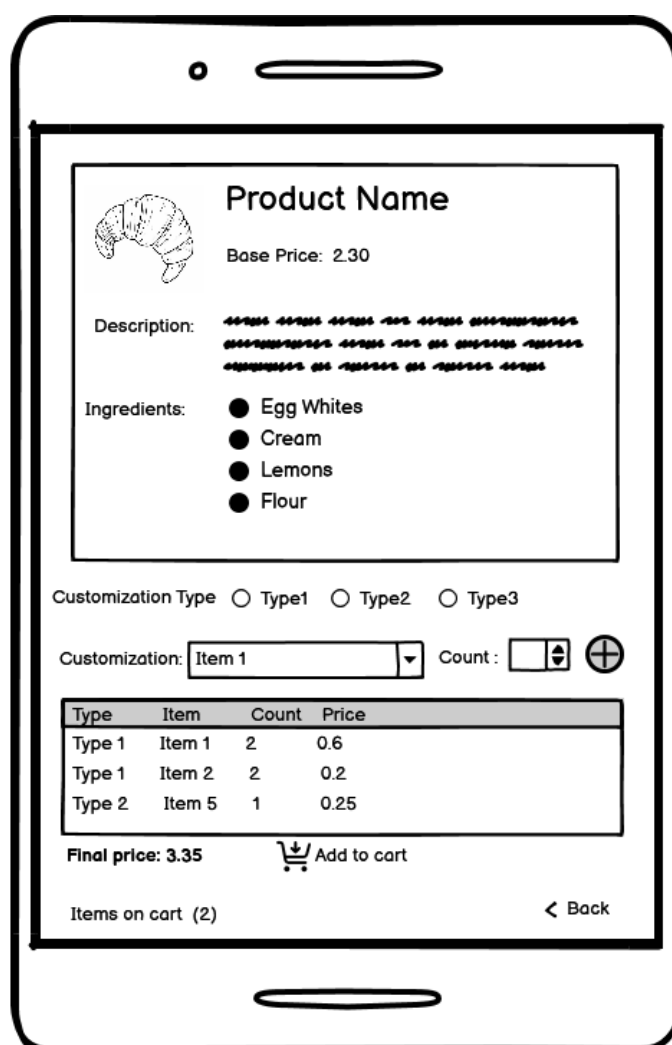 Product Name
Base Price: 2.30
Description:
Ingredients:
Egg Whites
Cream
Lemons
Flour
Customization Type Type1 Type2 Type3
Customization: Item 1 Count :
Type Item Count Price
Type 1 Item 1 2 0.6
Type 1 Item 2 2 0.2
Type 2 Item 5 1 0.25
Final price: 3.35 Add to cart
Items on cart (2) Back